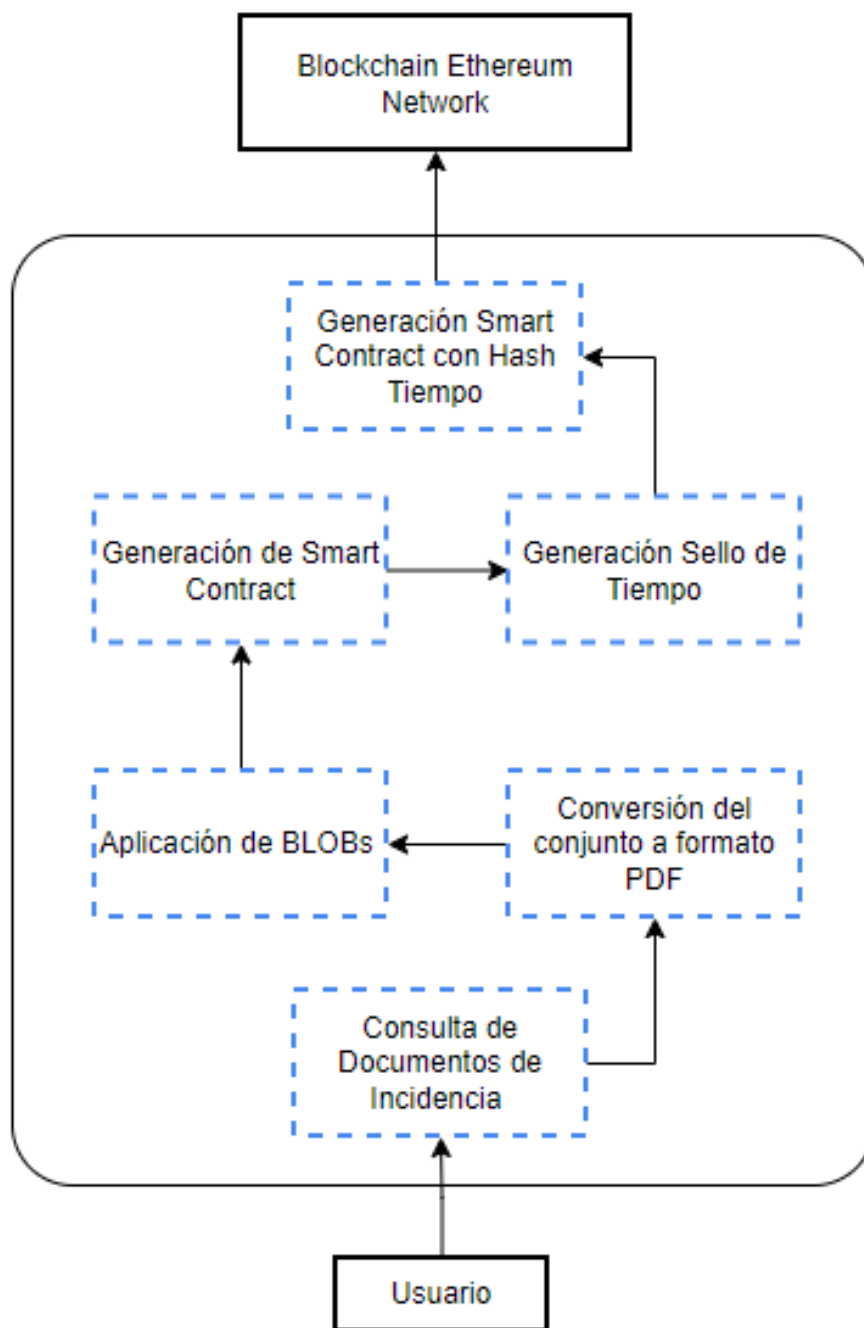 Blockchain Ethereum
Network
Generación Smart
Contract con Hash
Tiempo
Generación de Smart
Contract
Generación Sello de
Tiempo
Aplicación de BLOBs
Conversión del
conjunto a formato
PDF
Consulta de
Documentos de
Incidencia
Usuario